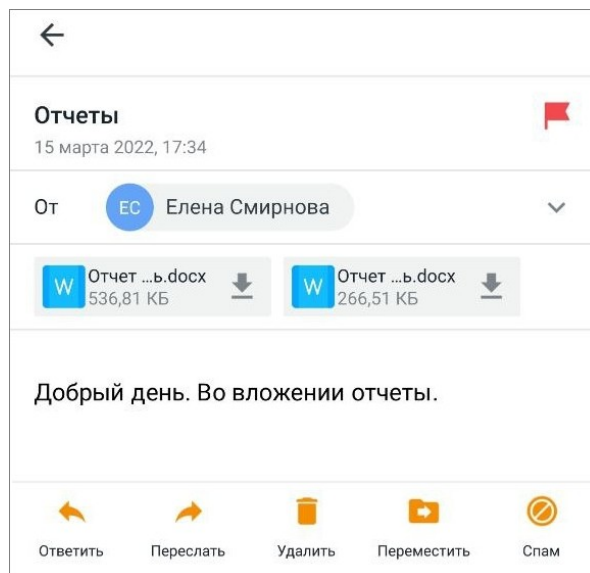 Отчеты
15 марта 2022, 17:34
От ЕС Елена Смирнова
W Отчет ...ь.docx W Отчет ...ь.docx
536,81 КБ 266,51 КБ
Добрый день. Во вложении отчеты.
Ответить Переслать Удалить Переместить Спам